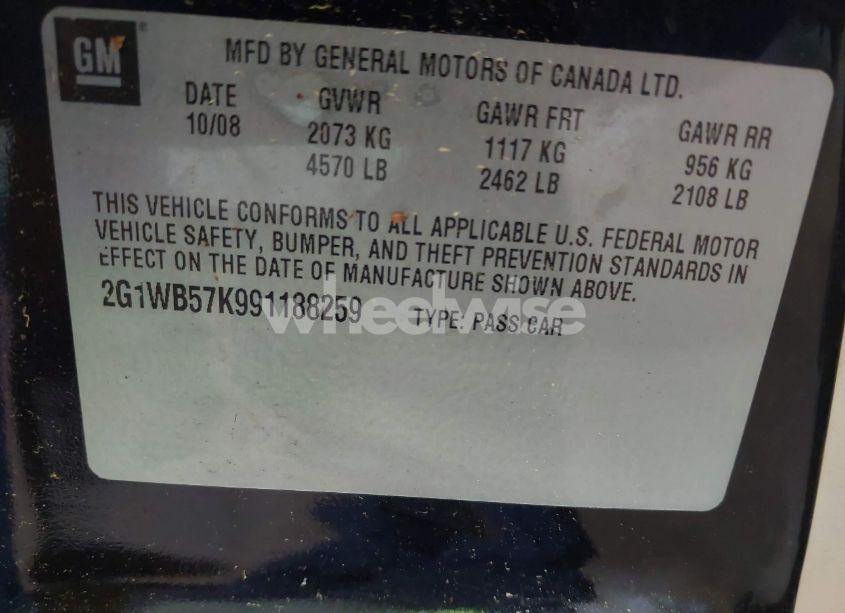 GM
MFD BY GENERAL MOTORS OF CANADA LTD.
DATE GVWR GAWR FRT GAWR RR
10/08 2073 KG 1117 KG 956 KG
4570 LB 2462 LB 2108 LB
THIS VEHICLE CONFORMS TO ALL APPLICABLE U.S. FEDERAL MOTOR
VEHICLE SAFETY, BUMPER, AND THEFT PREVENTION STANDARDS IN
EFFECT ON THE DATE OF MANUFACTURE SHOWN ABOVE.
2G1WB57K991188259 TYPE: PASS CAR
wheelwise